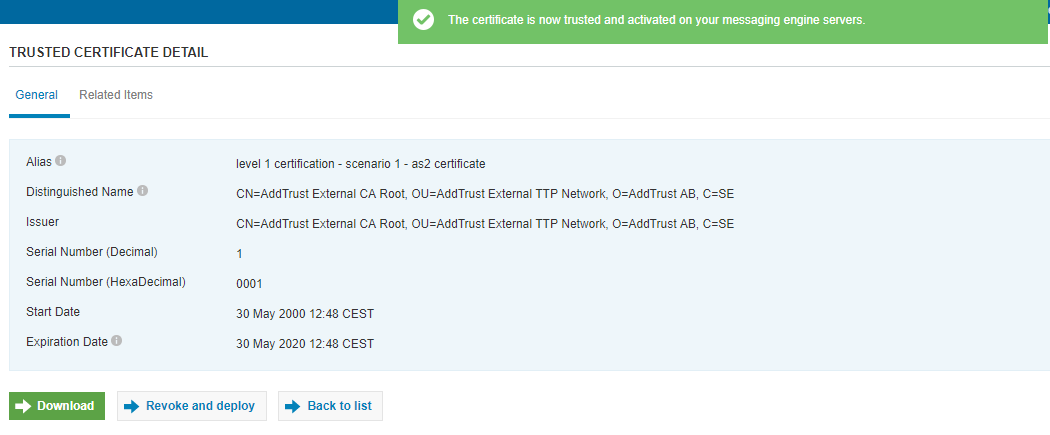 The certificate is now trusted and activated on your messaging engine servers.
TRUSTED CERTIFICATE DETAIL
General Related Items
Alias level 1 certification - scenario 1 - as2 certificate
Distinguished Name CN=AddTrust External CA Root, OU=AddTrust External TTP Network, O=AddTrust AB, C=SE
Issuer CN=AddTrust External CA Root, OU=AddTrust External TTP Network, O=AddTrust AB, C=SE
Serial Number (Decimal) 1
Serial Number (HexaDecimal) 0001
Start Date 30 May 2000 12:48 CEST
Expiration Date 30 May 2020 12:48 CEST
Download Revoke and deploy Back to list